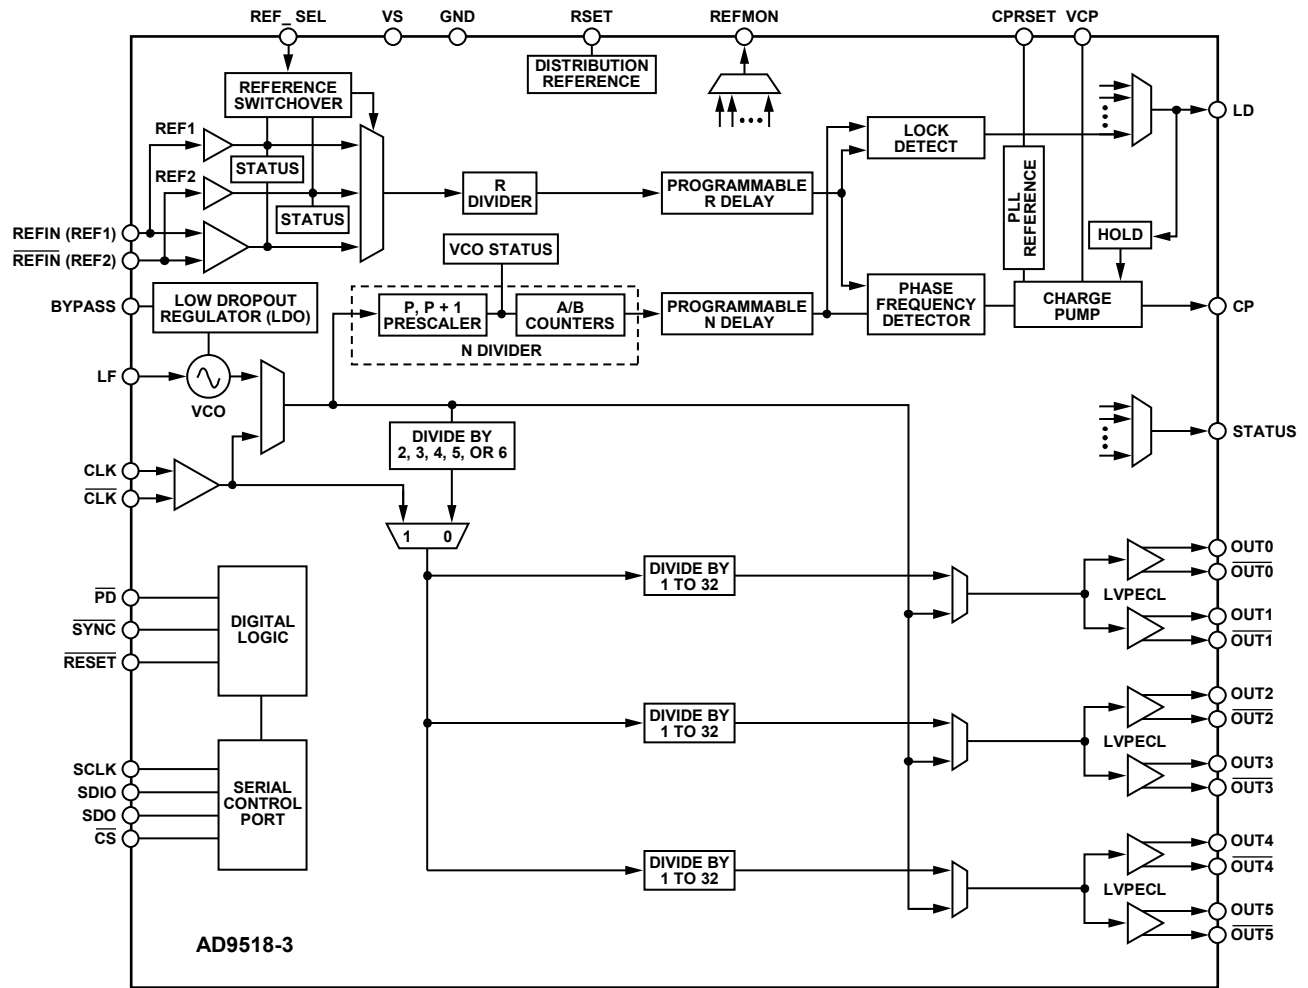 REF_ SEL
VS
GND
RSET
REFMON
CPRSET
VCP
DISTRIBUTION
REFERENCE
REFERENCE
SWITCHOVER
REF1
STATUS
REF2
STATUS
REFIN (REF1)
REFIN (REF2)
R
DIVIDER
PROGRAMMABLE
R DELAY
LOCK
DETECT
LD
PLL
REFERENCE
HOLD
VCO STATUS
BYPASS
LOW DROPOUT
REGULATOR (LDO)
P, P + 1
PRESCALER
A/B
COUNTERS
N DIVIDER
PROGRAMMABLE
N DELAY
PHASE
FREQUENCY
DETECTOR
CHARGE
PUMP
CP
LF
VCO
STATUS
DIVIDE BY
2, 3, 4, 5, OR 6
CLK
CLK
1 0
PD
SYNC
RESET
DIGITAL
LOGIC
DIVIDE BY
1 TO 32
LVPECL
OUT0
OUT0
OUT1
OUT1
DIVIDE BY
1 TO 32
LVPECL
OUT2
OUT2
OUT3
OUT3
SCLK
SDIO
SDO
CS
SERIAL
CONTROL
PORT
DIVIDE BY
1 TO 32
LVPECL
OUT4
OUT4
OUT5
OUT5
AD9518-3